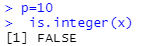 > p=10
>  is.integer(x)
[1] FALSE